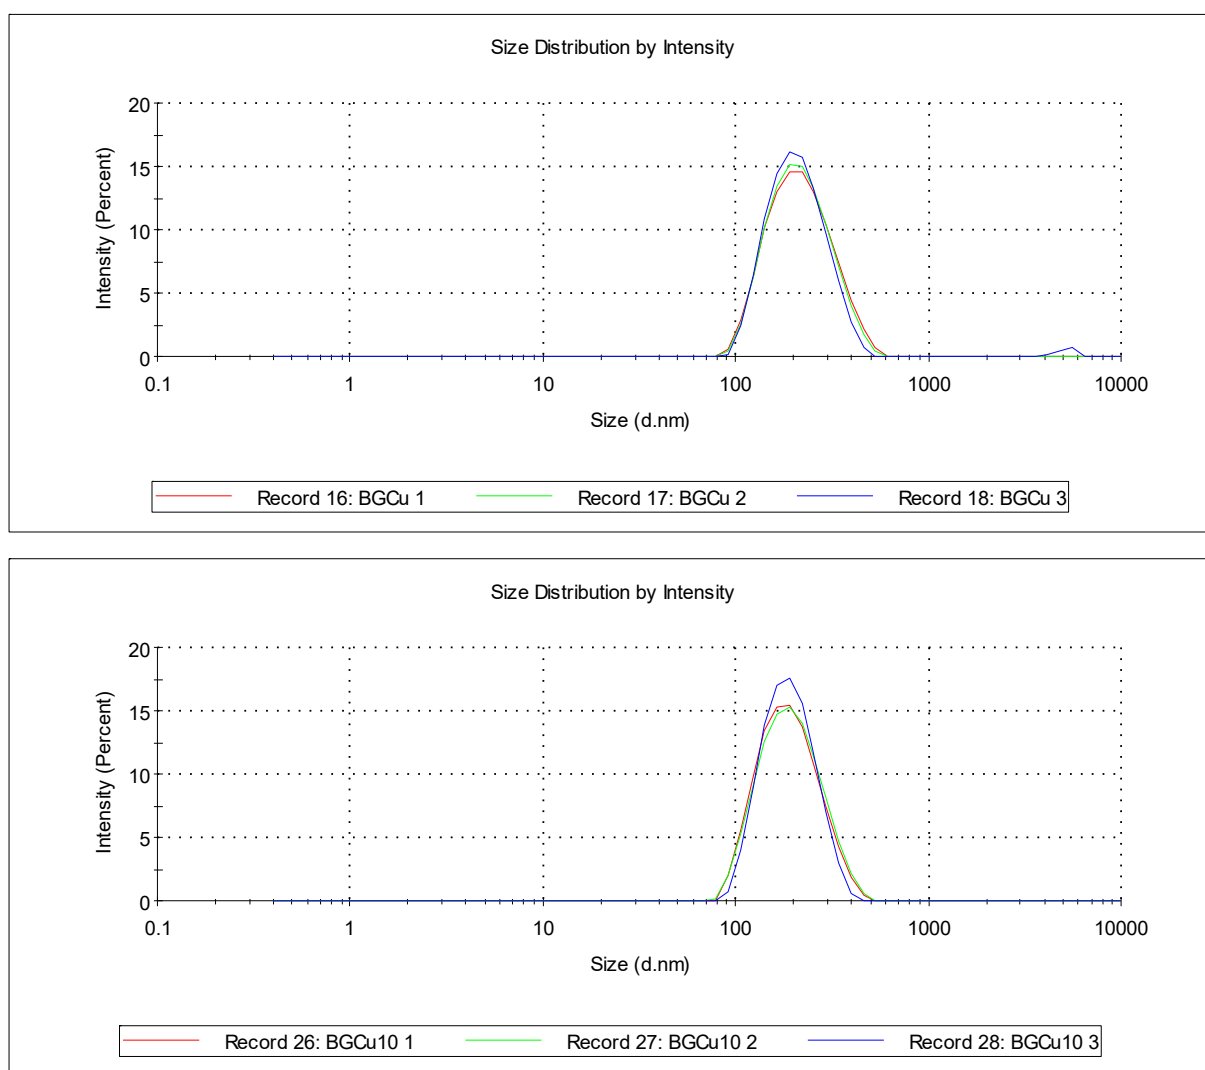 Size Distribution by Intensity
20
15
10
5
0
Intensity (Percent)
0.1 1 10 100 1000 10000
Size (d.nm)
Record 16: BGCu 1 Record 17: BGCu 2 Record 18: BGCu 3
Size Distribution by Intensity
20
15
10
5
0
Intensity (Percent)
0.1 1 10 100 1000 10000
Size (d.nm)
Record 26: BGCu10 1 Record 27: BGCu10 2 Record 28: BGCu10 3